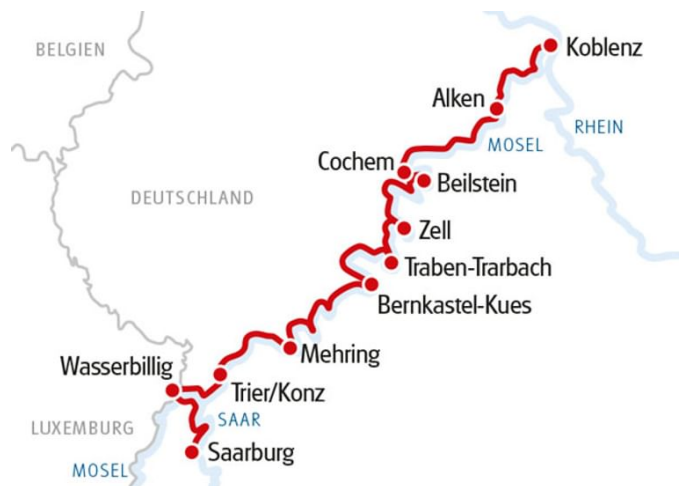 BELGIEN
Koblenz
Alken
RHEIN
MOSEL
Cochem
Beilstein
DEUTSCHLAND
Zell
Traben-Trarbach
Bernkastel-Kues
Mehring
Wasserbillig
Trier/Konz
SAAR
LUXEMBURG
Saarburg
MOSEL